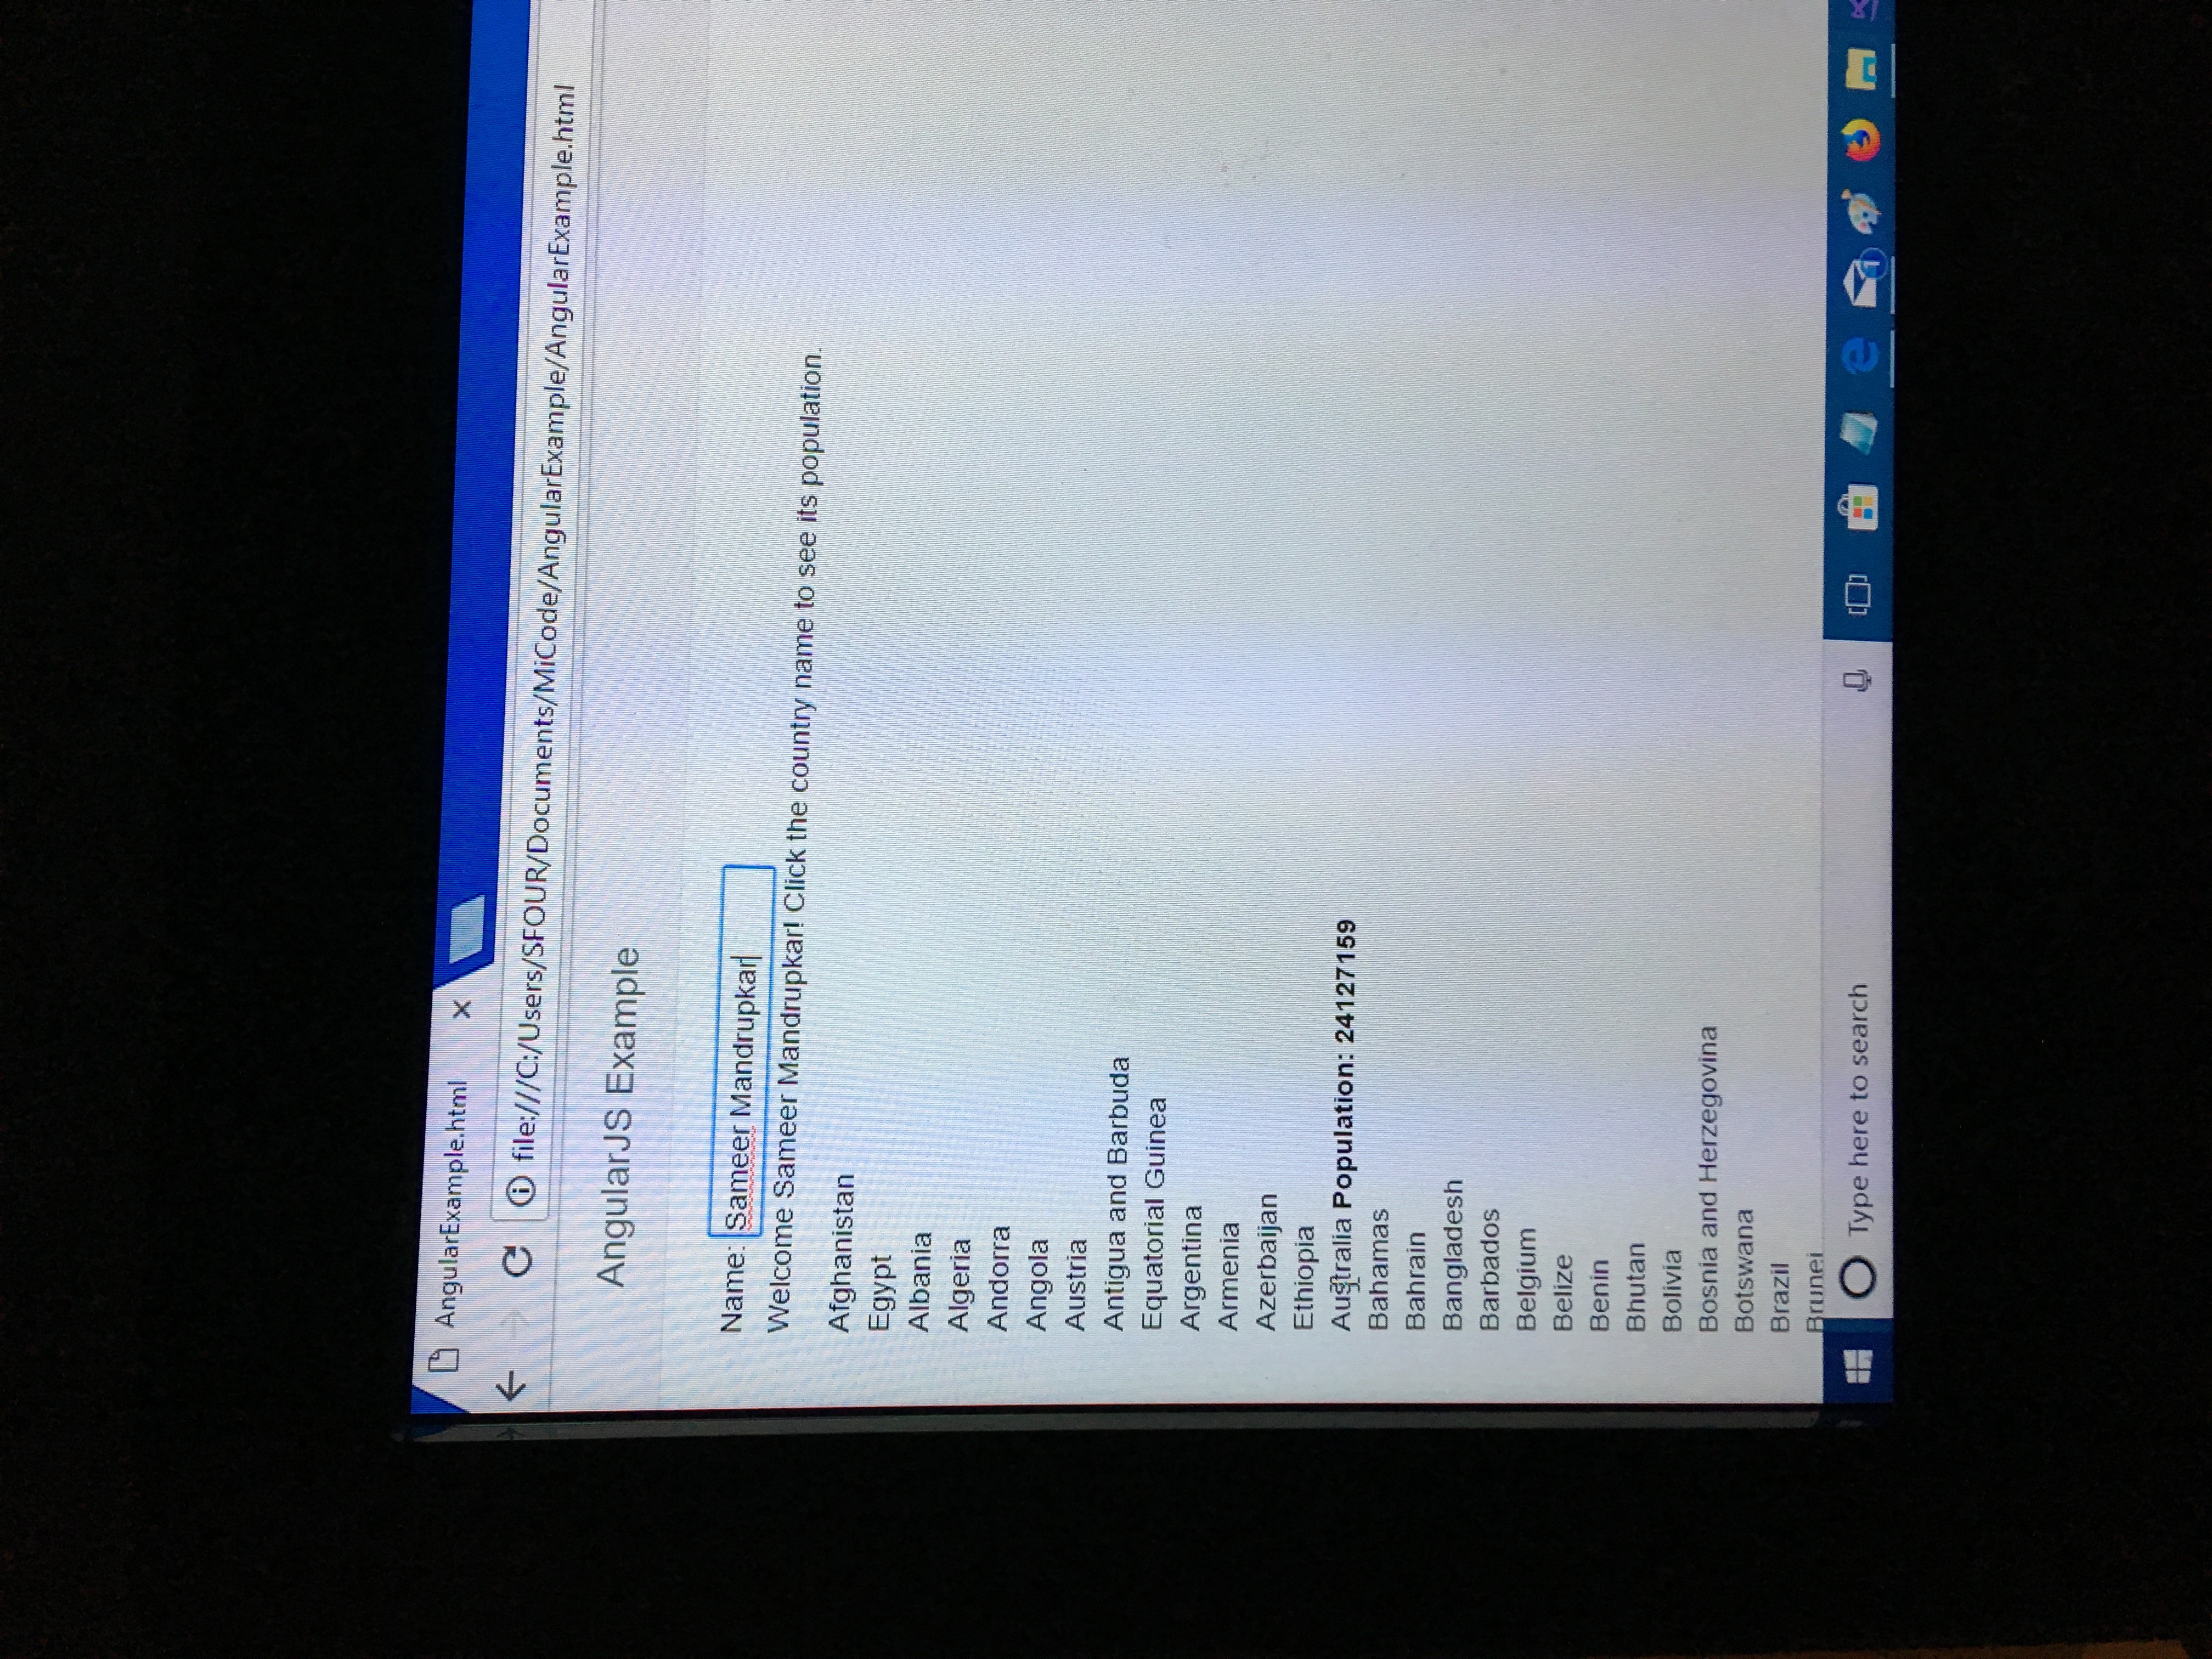 AngularExample.html
file:///C:/Users/SFOUR/Documents/MiCode/AngularExample/AngularExample.html
AngularJS Example
Name: Sameer Mandrupkar
Welcome Sameer Mandrupkar! Click the country name to see its population.
Afghanistan
Egypt
Albania
Algeria
Andorra
Angola
Austria
Antigua and Barbuda
Equatorial Guinea
Argentina
Armenia
Azerbaijan
Ethiopia
Australia Population: 24127159
Bahamas
Bahrain
Bangladesh
Barbados
Belgium
Belize
Benin
Bhutan
Bolivia
Bosnia and Herzegovina
Botswana
Brazil
Brunei
Type here to search
1